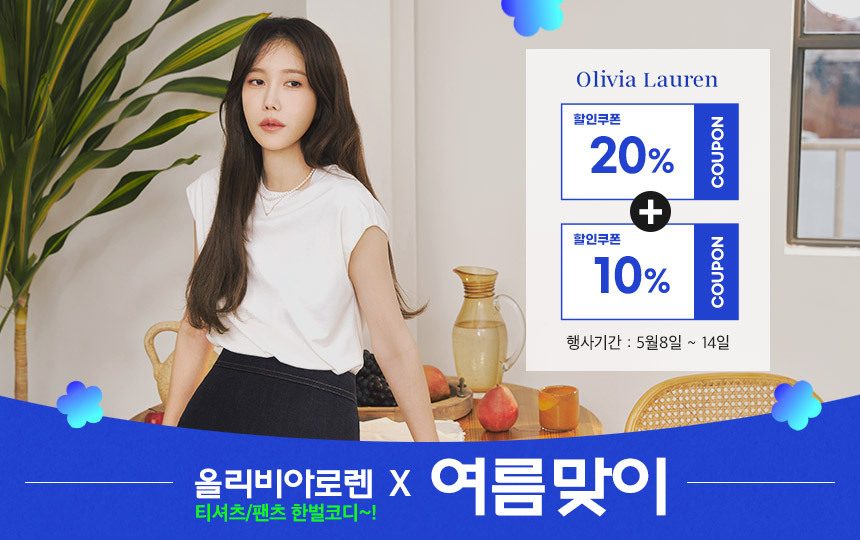 Olivia Lauren
할인쿠폰
20%
COUPON
+
할인쿠폰
10%
COUPON
행사기간 : 5월8일 ~ 14일
올리비아로렌 X 여름맞이
티셔츠/팬츠 한벌코디~!